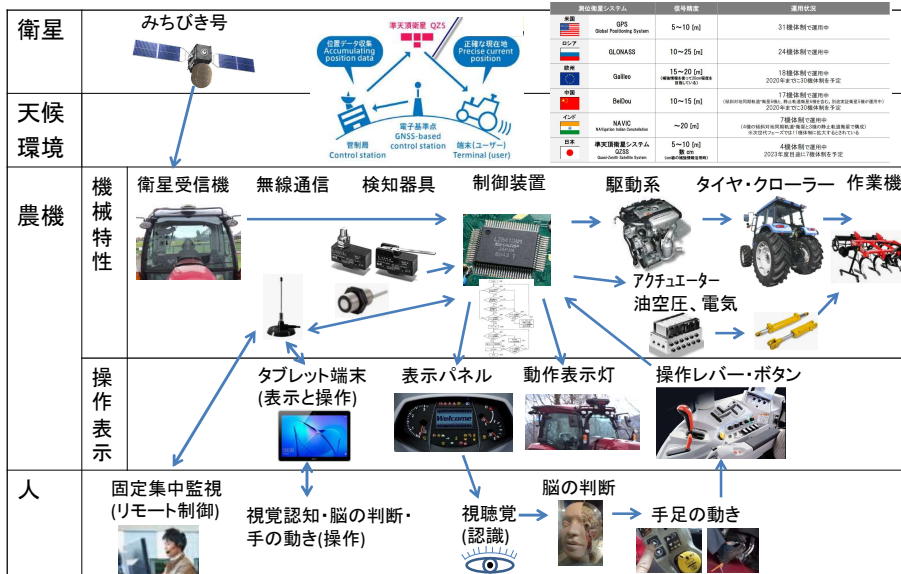 衛星
みちびき号
準天頂衛星 QZS
位置データ収集
Accumulating
position data
正確な現在地
Precise current
position
管制局
Control station
電子基準点
GNSS-based
control station
端末(ユーザー)
Terminal (user)
測位衛星システム 信号精度 運用状況
米国
GPS
Global Positioning System
5~10 [m]
31機体制で運用中
ロシア
GLONASS
10~25 [m]
24機体制で運用中
欧州
Galileo
15~20 [m]
18機体制で運用中
2020年までに30機体制を予定
中国
BeiDou
10~15 [m]
17機体制で運用中
2020年までに30機体制を予定
インド
NAVIC
NAVigation Indian Constellation
~20 [m]
7機体制で運用中
日本
準天頂衛星システム
QZSS
Quasi-Zenith Satellite System
5~10 [m]
数 cm
4機体制で運用中
2023年度目途に7機体制を予定
天候
環境
農機
機械特性
衛星受信機
無線通信
検知器具
制御装置
駆動系
タイヤ・クローラー
作業機
アクチュエーター
油空圧、電気
操作表示
タブレット端末
(表示と操作)
表示パネル
Welcome
動作表示灯
操作レバー・ボタン
人
固定集中監視
(リモート制御)
視覚認知・脳の判断・
手の動き(操作)
視聴覚
(認識)
脳の判断
手足の動き